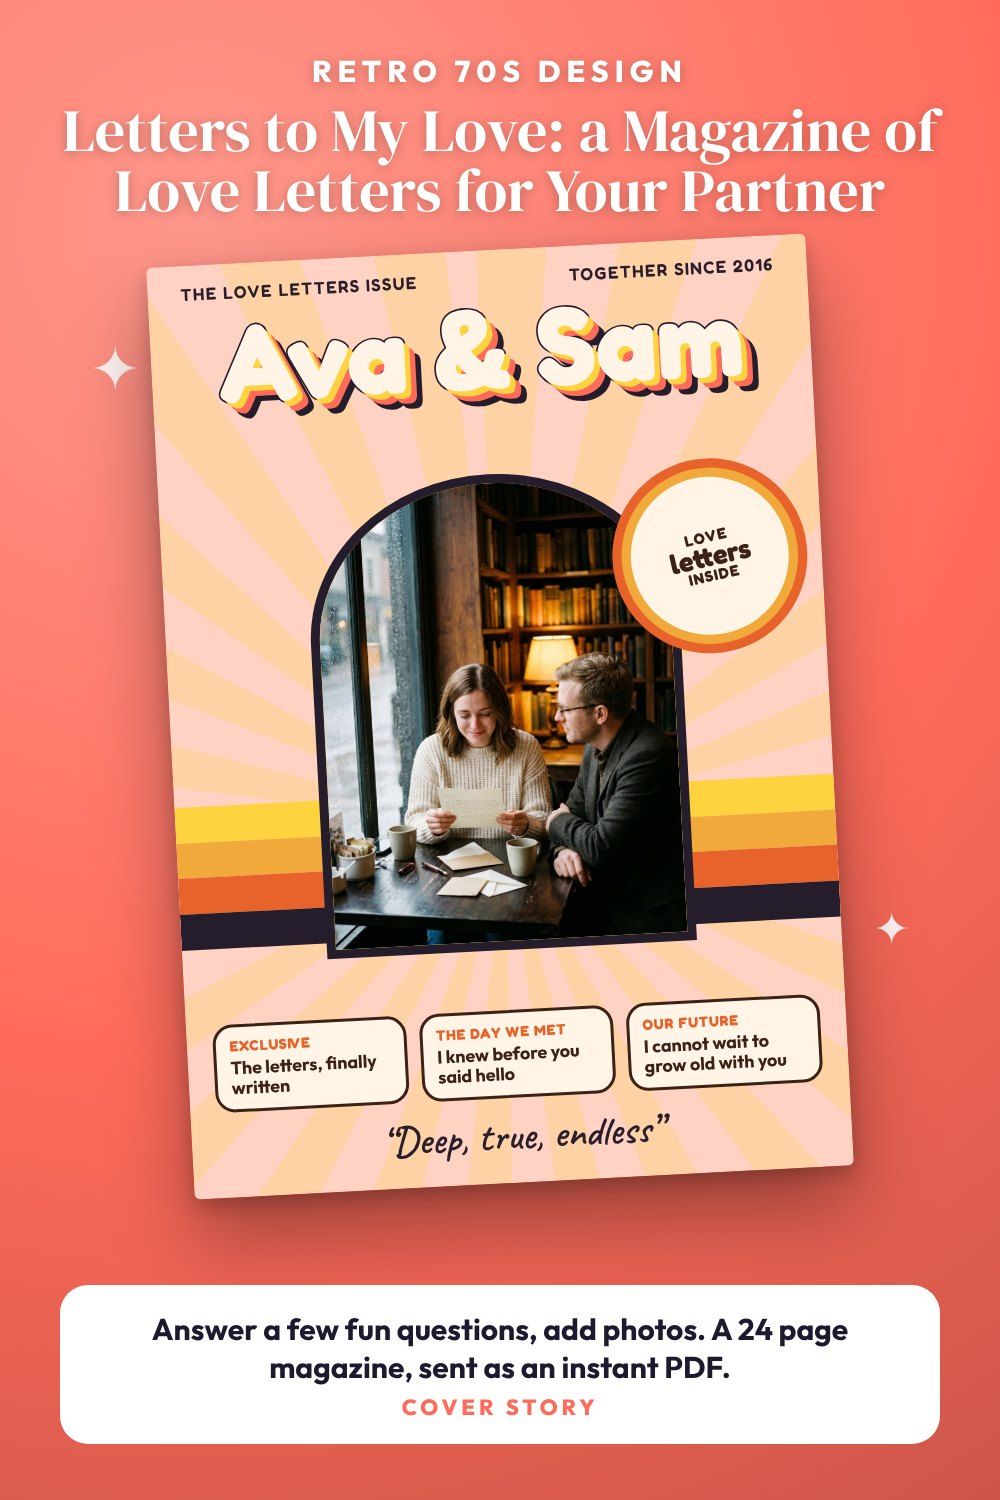 RETRO 70S DESIGN
Letters to My Love: a Magazine of
Love Letters for Your Partner
THE LOVE LETTERS ISSUE
TOGETHER SINCE 2016
Ava & Sam
LOVE
letters
INSIDE
EXCLUSIVE
The letters, finally
written
THE DAY WE MET
I knew before you
said hello
OUR FUTURE
I cannot wait to
grow old with you
“Deep, true, endless”
Answer a few fun questions, add photos. A 24 page
magazine, sent as an instant PDF.
COVER STORY